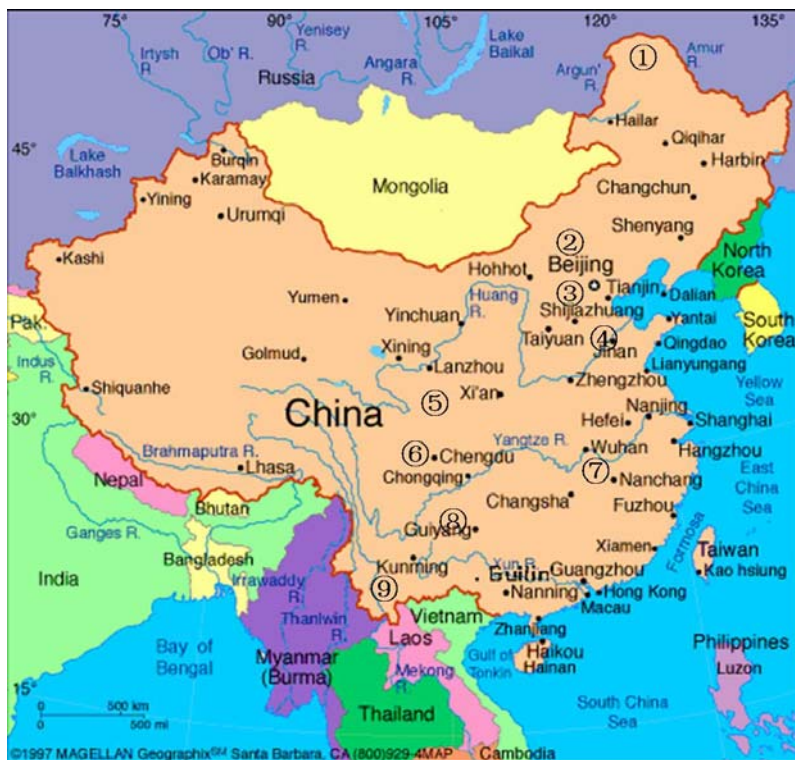 75°
90°
105°
120°
135°
Irtysh
R.
Ob' R.
Yenisey
R.
Angara
R.
Lake
Baikal
Russia
Argun'
R.
①
Amur
R.
Hailar
Qiqihar
Harbin
45°
Lake
Balkhash
Burqin
Karamay
Yining
Urumqi
Mongolia
Changchun
Shenyang
Kashi
②
Beijing
Hohhot
North
Korea
③
Tianjin
Dalian
Yumen
Huang
R.
Shijiazhuang
Yantai
South
Korea
Pak.
Yinchuan
Taiyuan
④
Jinan
Qingdao
Indus
R.
Golmud
Xining
Lanzhou
Lianyungang
Zhengzhou
Yellow
Sea
Shiquanhe
Xi'an
⑤
China
30°
Nanjing
Hefei
Shanghai
Brahmaputra R.
Lhasa
⑥
Chengdu
Yangtze R.
Wuhan
Hangzhou
Nepal
Chongqing
⑦
Nanchang
East
China
Sea
Bhutan
Changsha
Fuzhou
Ganges R.
⑧
Guiyang
Bangladesh
Kunming
Xun R.
Xiamen
Formosa
Taiwan
Kao hsiung
India
Irrawaddy
R.
⑨
Guilin
Guangzhou
Nanning
Hong Kong
Macau
Thanlwin
R.
Vietnam
Laos
Zhanjiang
Bay of
Bengal
Myanmar
(Burma)
Mekong
R.
Gulf of
Tonkin
Haikou
Hainan
Philippines
Luzon
15°
500 km
500 mi
Thailand
South China
Sea
©1997 MAGELLAN Geographix℠ Santa Barbara, CA (800)929-4MAP
Cambodia